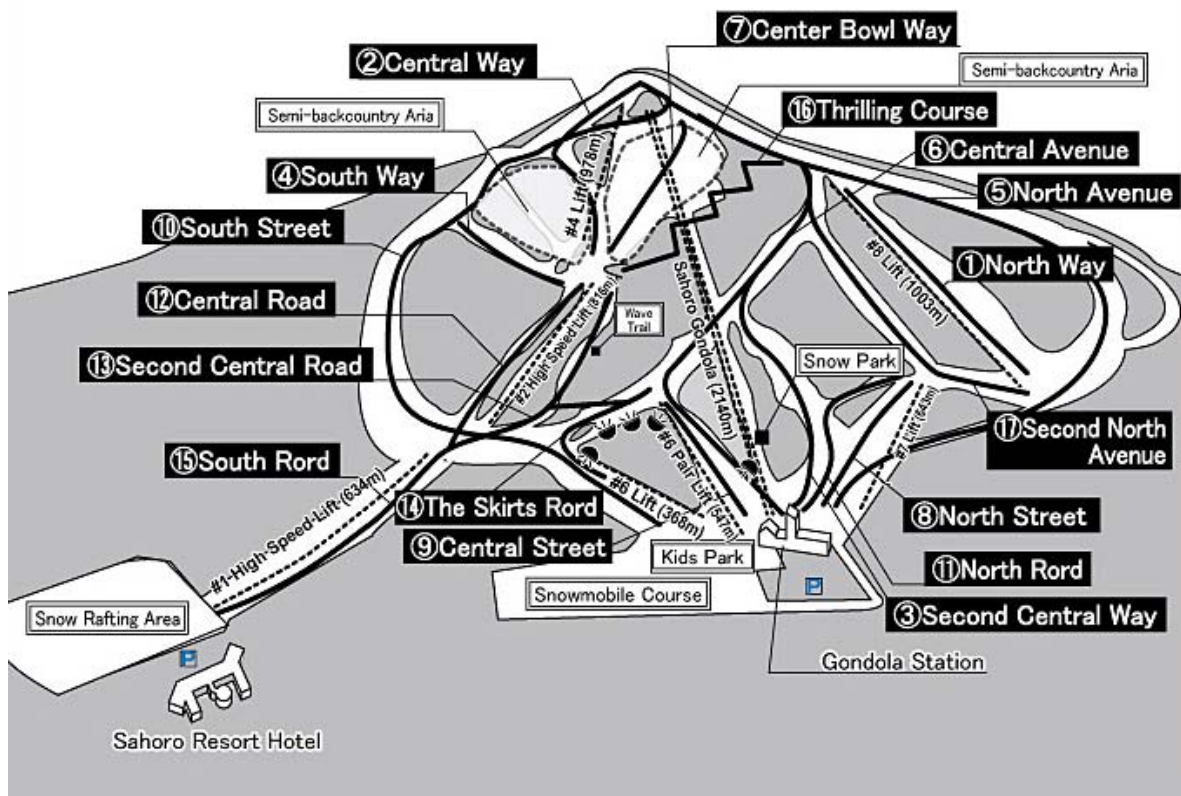 ⑦Center Bowl Way
②Central Way
Semi-backcountry Aria
Semi-backcountry Aria
⑯Thrilling Course
⑥Central Avenue
④South Way
#4 Lift (978m)
⑤North Avenue
⑩South Street
①North Way
#8 Lift (1003m)
Sahoro Gondola (2140m)
⑫Central Road
#2 High Speed Lift (816m)
Wave
Trail
⑬Second Central Road
Snow Park
⑰Second North
Avenue
#7 Lift (643m)
⑮South Rord
#1 High Speed Lift (634m)
#6 Pair Lift (547m)
#6 Lift (368m)
⑭The Skirts Rord
⑧North Street
⑨Central Street
Kids Park
⑪North Rord
Snowmobile Course
P
③Second Central Way
Snow Rafting Area
P
Gondola Station
Sahoro Resort Hotel